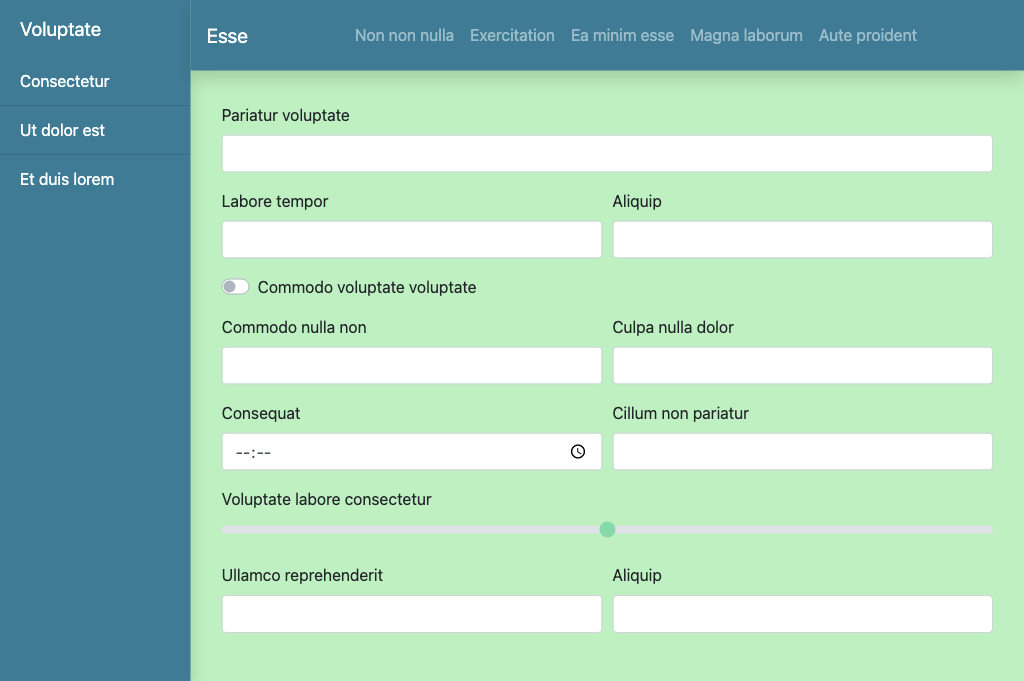 Voluptate
Consectetur
Ut dolor est
Et duis lorem
Esse
Non non nulla
Exercitation
Ea minim esse
Magna laborum
Aute proident
Pariatur voluptate
Labore tempor
Aliquip
Commodo voluptate voluptate
Commodo nulla non
Culpa nulla dolor
Consequat
--:--
Cillum non pariatur
Voluptate labore consectetur
Ullamco reprehenderit
Aliquip